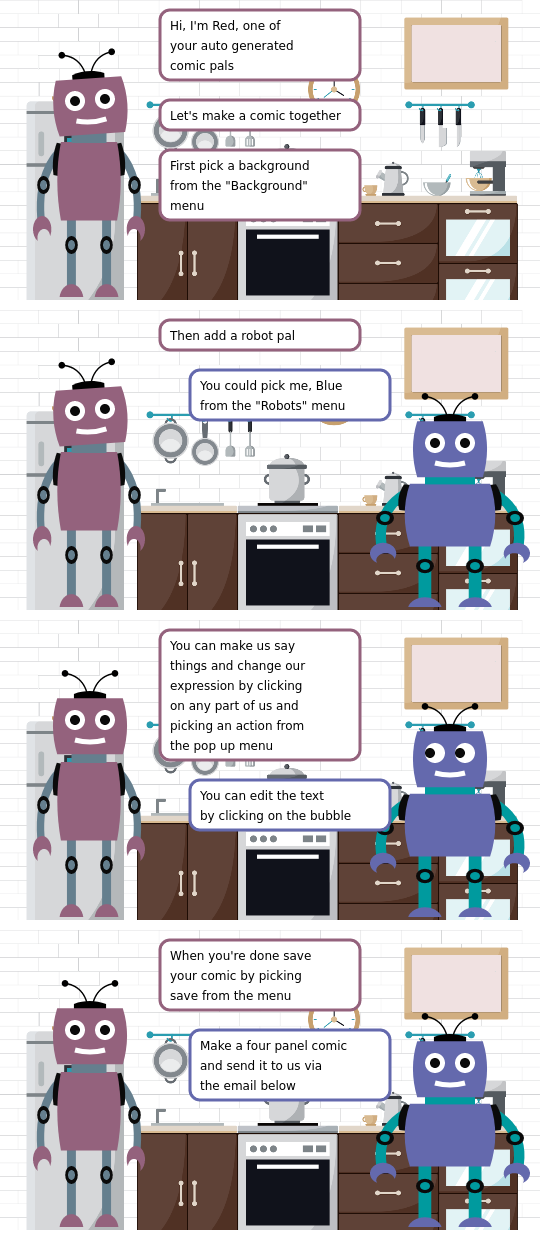 Hi, I'm Red, one of
your auto generated
comic pals
Let's make a comic together
First pick a background
from the "Background"
menu
Then add a robot pal
You could pick me, Blue
from the "Robots" menu
You can make us say
things and change our
expression by clicking
on any part of us and
picking an action from
the pop up menu
You can edit the text
by clicking on the bubble
When you're done save
your comic by picking
save from the menu
Make a four panel comic
and send it to us via
the email below